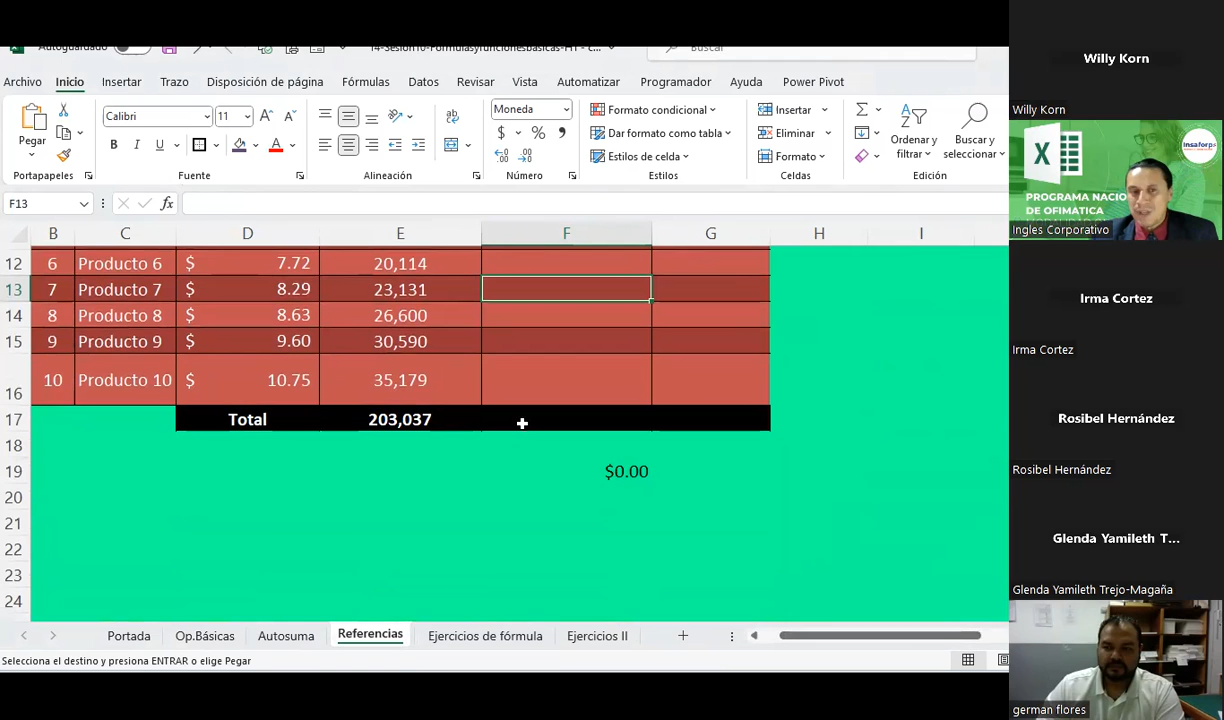 Autoguardado
14-Sesion10-Formulasyfuncionesbasicas-HT - c...
Buscar
Archivo Inicio Insertar Trazo Disposición de página Fórmulas Datos Revisar Vista Automatizar Programador Ayuda Power Pivot
Pegar
Calibri 11
N K S
Moneda
$ % ,
Formato condicional
Dar formato como tabla
Estilos de celda
Insertar
Eliminar
Formato
Ordenar y
filtrar
Buscar y
seleccionar
Portapapeles Fuente Alineación Número Estilos Celdas Edición
F13 fx
B C D E F G H I
12 6 Producto 6 $ 7.72 20,114
13 7 Producto 7 $ 8.29 23,131
14 8 Producto 8 $ 8.63 26,600
15 9 Producto 9 $ 9.60 30,590
16 10 Producto 10 $ 10.75 35,179
17 Total 203,037
18
19 $0.00
20
21
22
23
24
Portada Op.Básicas Autosuma Referencias Ejercicios de fórmula Ejercicios II
Selecciona el destino y presiona ENTRAR o elige Pegar
Willy Korn
Willy Korn
X
insaforp
PROGRAMA NACIO
DE OFIMATICA
Ingles Corporativo
Irma Cortez
Irma Cortez
Rosibel Hernández
Rosibel Hernández
Glenda Yamileth T...
Glenda Yamileth Trejo-Magaña
german flores